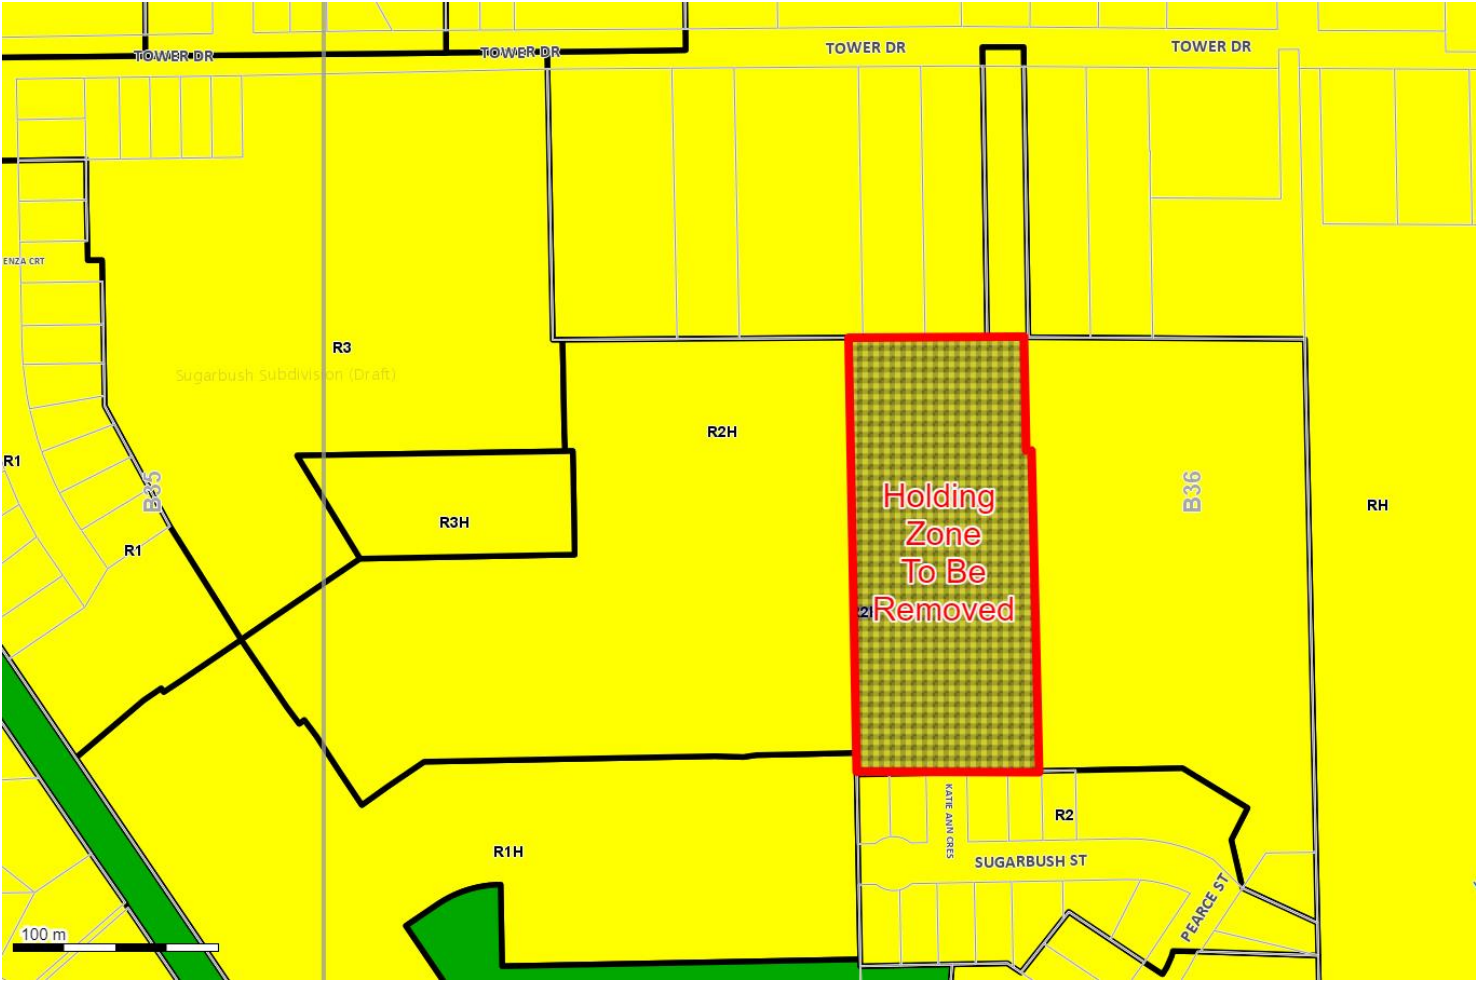 TOWER DR
TOWER DR
TOWER DR
TOWER DR
ENZA CRT
R3
Sugarbush Subdivision (Draft)
R2H
R1
B35
R3H
R1
Holding
Zone
To Be
Removed
B36
RH
KATIE ANN CRES
R2
R1H
SUGARBUSH ST
PEARCE ST
100 m